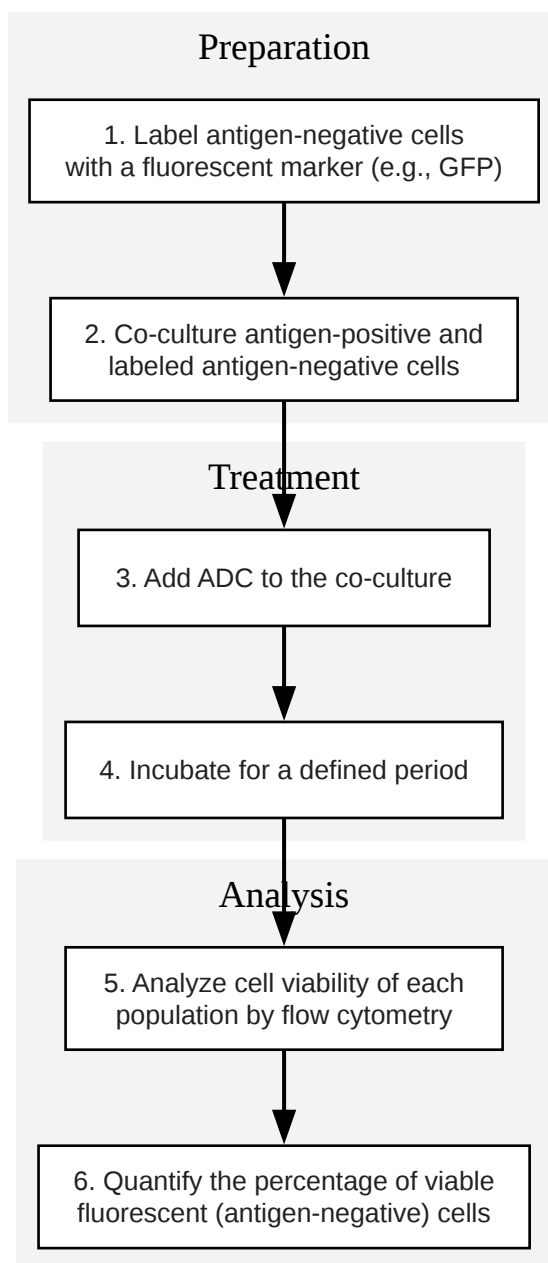 Preparation
1. Label antigen-negative cells
with a fluorescent marker (e.g., GFP)
2. Co-culture antigen-positive and
labeled antigen-negative cells
Treatment
3. Add ADC to the co-culture
4. Incubate for a defined period
Analysis
5. Analyze cell viability of each
population by flow cytometry
6. Quantify the percentage of viable
fluorescent (antigen-negative) cells